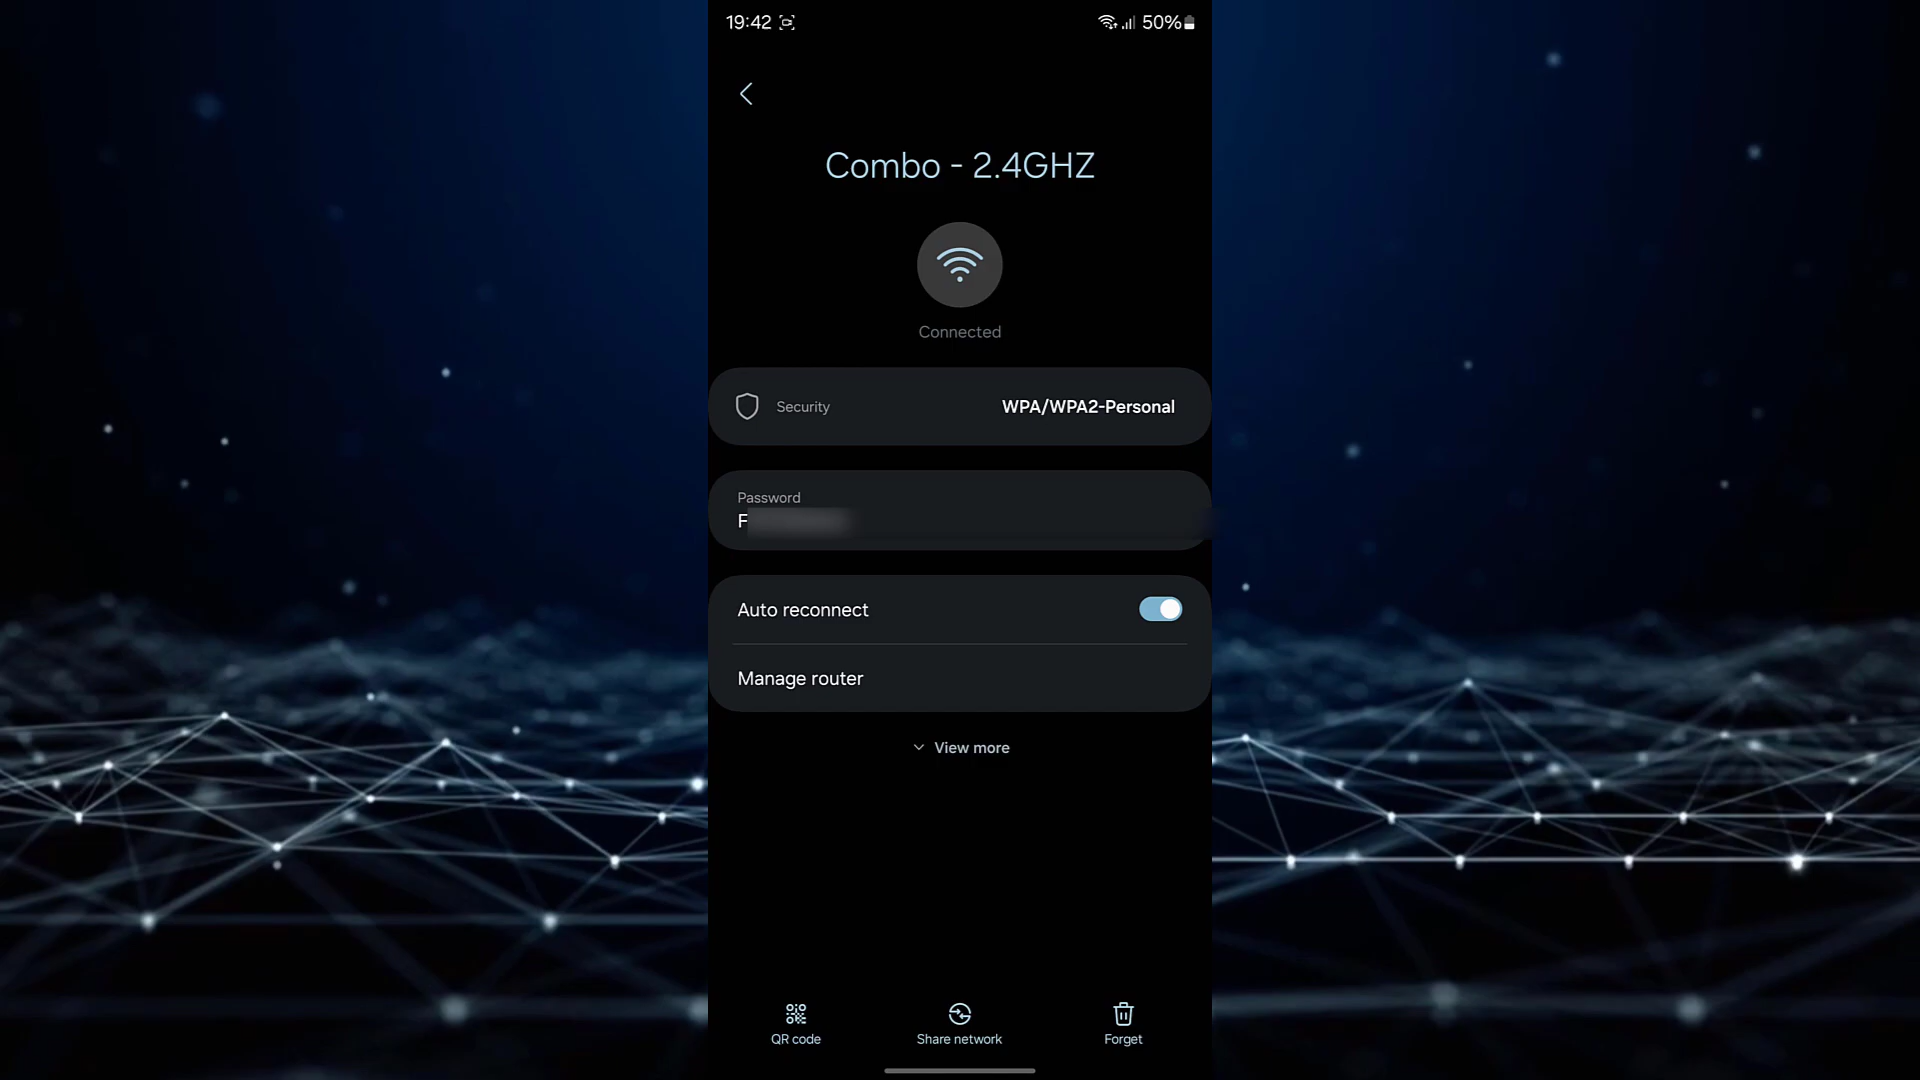 19:42 50%
Combo - 2.4GHZ
Connected
Security WPA/WPA2-Personal
Password
F
Auto reconnect
Manage router
View more
QR code Share network Forget